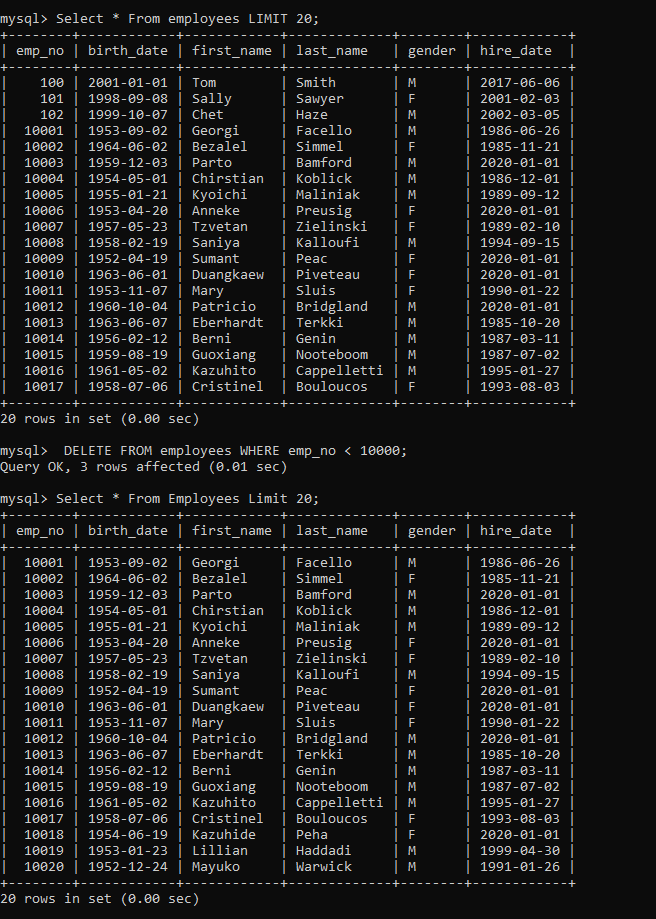 mysql> Select * From employees LIMIT 20;
+--------+------------+------------+-------------+--------+------------+
| emp_no | birth_date | first_name | last_name   | gender | hire_date  |
+--------+------------+------------+-------------+--------+------------+
|    100 | 2001-01-01 | Tom        | Smith       | M      | 2017-06-06 |
|    101 | 1998-09-08 | Sally      | Sawyer      | F      | 2001-02-03 |
|    102 | 1999-10-07 | Chet       | Haze        | M      | 2002-03-05 |
|  10001 | 1953-09-02 | Georgi     | Facello     | M      | 1986-06-26 |
|  10002 | 1964-06-02 | Bezalel    | Simmel      | F      | 1985-11-21 |
|  10003 | 1959-12-03 | Parto      | Bamford     | M      | 2020-01-01 |
|  10004 | 1954-05-01 | Chirstian  | Koblick     | M      | 1986-12-01 |
|  10005 | 1955-01-21 | Kyoichi    | Maliniak    | M      | 1989-09-12 |
|  10006 | 1953-04-20 | Anneke     | Preusig     | F      | 2020-01-01 |
|  10007 | 1957-05-23 | Tzvetan    | Zielinski   | F      | 1989-02-10 |
|  10008 | 1958-02-19 | Saniya     | Kalloufi    | M      | 1994-09-15 |
|  10009 | 1952-04-19 | Sumant     | Peac        | F      | 2020-01-01 |
|  10010 | 1963-06-01 | Duangkaew  | Piveteau    | F      | 2020-01-01 |
|  10011 | 1953-11-07 | Mary       | Sluis       | F      | 1990-01-22 |
|  10012 | 1960-10-04 | Patricio   | Bridgland   | M      | 2020-01-01 |
|  10013 | 1963-06-07 | Eberhardt  | Terkki      | M      | 1985-10-20 |
|  10014 | 1956-02-12 | Berni      | Genin       | M      | 1987-03-11 |
|  10015 | 1959-08-19 | Guoxiang   | Nooteboom   | M      | 1987-07-02 |
|  10016 | 1961-05-02 | Kazuhito   | Cappelletti | M      | 1995-01-27 |
|  10017 | 1958-07-06 | Cristinel  | Bouloucos   | F      | 1993-08-03 |
+--------+------------+------------+-------------+--------+------------+
20 rows in set (0.00 sec)
mysql>  DELETE FROM employees WHERE emp_no < 10000;
Query OK, 3 rows affected (0.01 sec)
mysql> Select * From Employees Limit 20;
+--------+------------+------------+-------------+--------+------------+
| emp_no | birth_date | first_name | last_name   | gender | hire_date  |
+--------+------------+------------+-------------+--------+------------+
|  10001 | 1953-09-02 | Georgi     | Facello     | M      | 1986-06-26 |
|  10002 | 1964-06-02 | Bezalel    | Simmel      | F      | 1985-11-21 |
|  10003 | 1959-12-03 | Parto      | Bamford     | M      | 2020-01-01 |
|  10004 | 1954-05-01 | Chirstian  | Koblick     | M      | 1986-12-01 |
|  10005 | 1955-01-21 | Kyoichi    | Maliniak    | M      | 1989-09-12 |
|  10006 | 1953-04-20 | Anneke     | Preusig     | F      | 2020-01-01 |
|  10007 | 1957-05-23 | Tzvetan    | Zielinski   | F      | 1989-02-10 |
|  10008 | 1958-02-19 | Saniya     | Kalloufi    | M      | 1994-09-15 |
|  10009 | 1952-04-19 | Sumant     | Peac        | F      | 2020-01-01 |
|  10010 | 1963-06-01 | Duangkaew  | Piveteau    | F      | 2020-01-01 |
|  10011 | 1953-11-07 | Mary       | Sluis       | F      | 1990-01-22 |
|  10012 | 1960-10-04 | Patricio   | Bridgland   | M      | 2020-01-01 |
|  10013 | 1963-06-07 | Eberhardt  | Terkki      | M      | 1985-10-20 |
|  10014 | 1956-02-12 | Berni      | Genin       | M      | 1987-03-11 |
|  10015 | 1959-08-19 | Guoxiang   | Nooteboom   | M      | 1987-07-02 |
|  10016 | 1961-05-02 | Kazuhito   | Cappelletti | M      | 1995-01-27 |
|  10017 | 1958-07-06 | Cristinel  | Bouloucos   | F      | 1993-08-03 |
|  10018 | 1954-06-19 | Kazuhide   | Peha        | F      | 2020-01-01 |
|  10019 | 1953-01-23 | Lillian    | Haddadi     | M      | 1999-04-30 |
|  10020 | 1952-12-24 | Mayuko     | Warwick     | M      | 1991-01-26 |
+--------+------------+------------+-------------+--------+------------+
20 rows in set (0.00 sec)